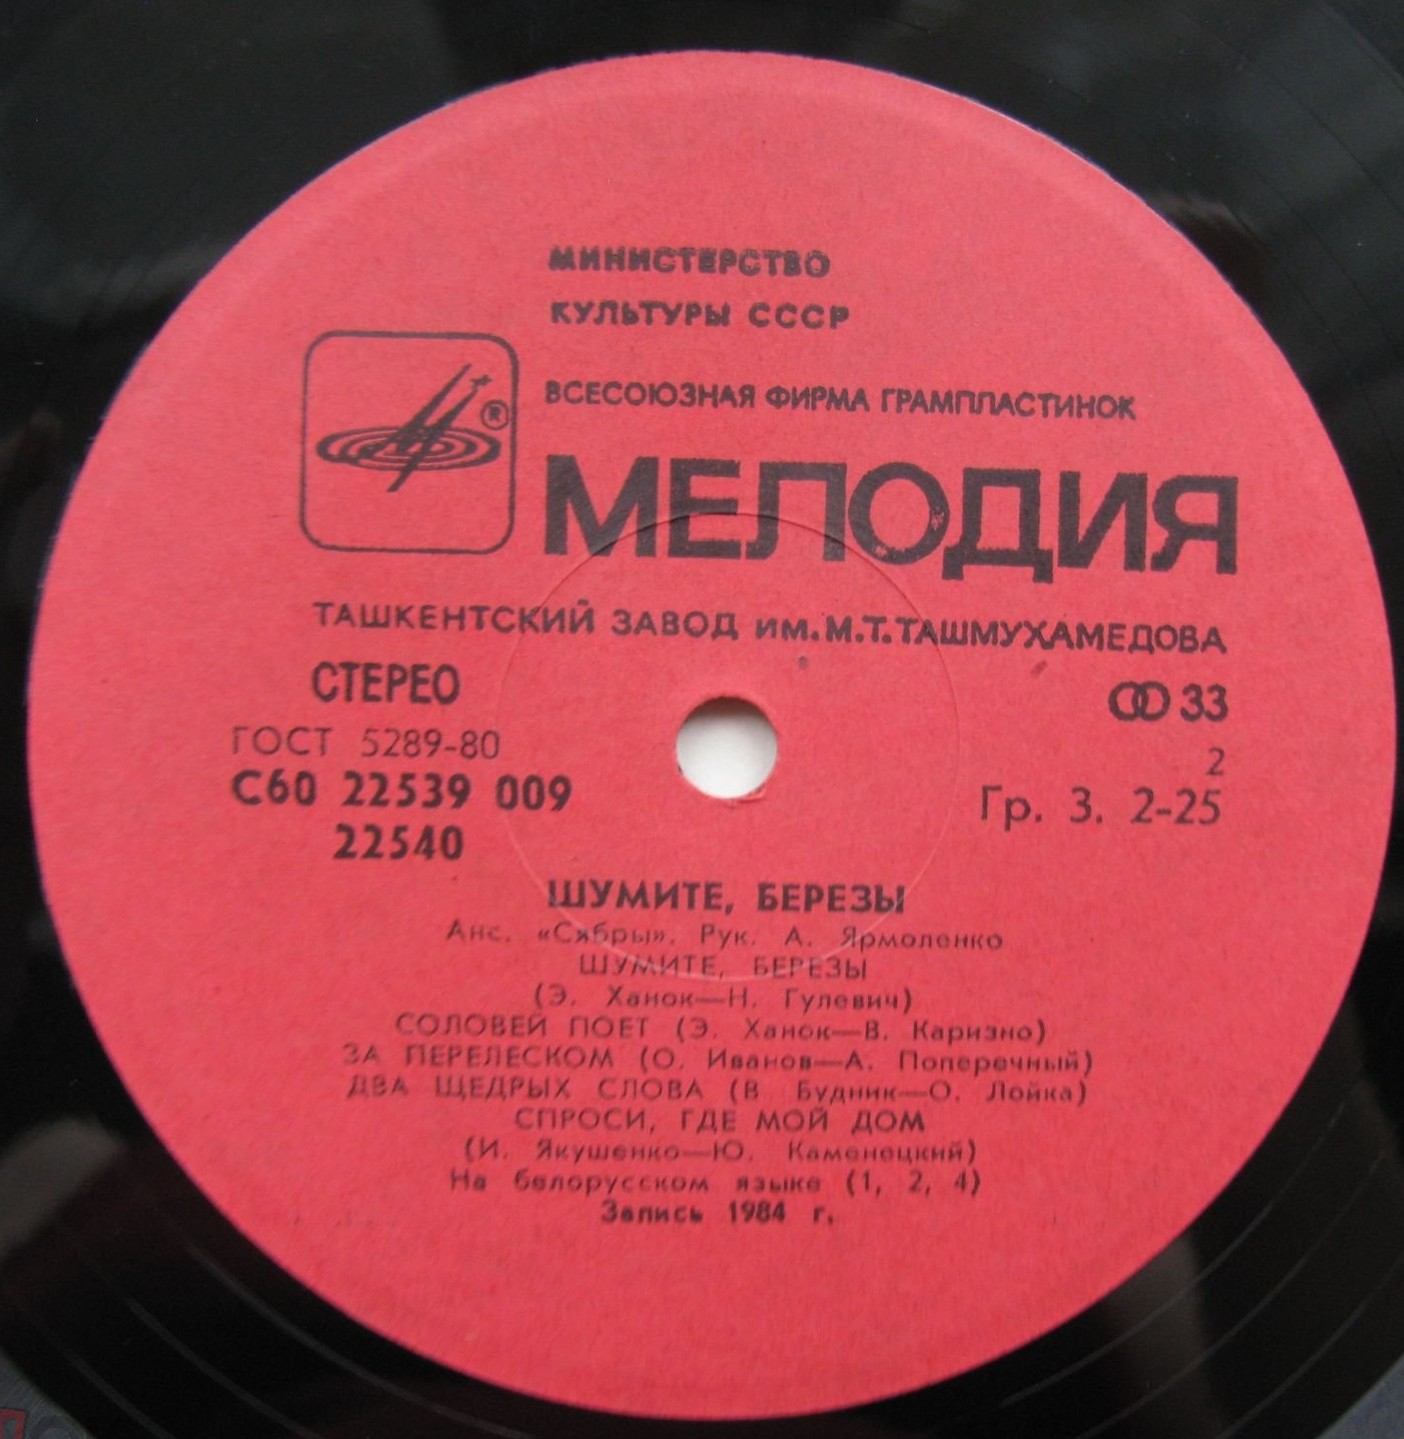 МИНИСТЕРСТВО
КУЛЬТУРЫ СССР
ВСЕСОЮЗНАЯ ФИРМА ГРАМПЛАСТИНОК
®
МЕЛОДИЯ
ТАШКЕНТСКИЙ ЗАВОД им. М.Т. ТАШМУХАМЕДОВА
СТЕРЕО 33
ГОСТ 5289-80 2
С60 22539 009 Гр. 3. 2-25
22540
ШУМИТЕ, БЕРЕЗЫ
Анс. «Сябры». Рук. А. Ярмоленко
ШУМИТЕ, БЕРЕЗЫ
(Э. Ханок—Н. Гулевич)
СОЛОВЕЙ ПОЕТ (Э. Ханок—В. Каризно)
ЗА ПЕРЕЛЕСКОМ (О. Иванов—А. Поперечный)
ДВА ЩЕДРЫХ СЛОВА (В Будник—О. Лойка)
СПРОСИ, ГДЕ МОЙ ДОМ
(И. Якушенко—Ю. Каменецкий)
На белорусском языке (1, 2, 4)
Запись 1984 г.